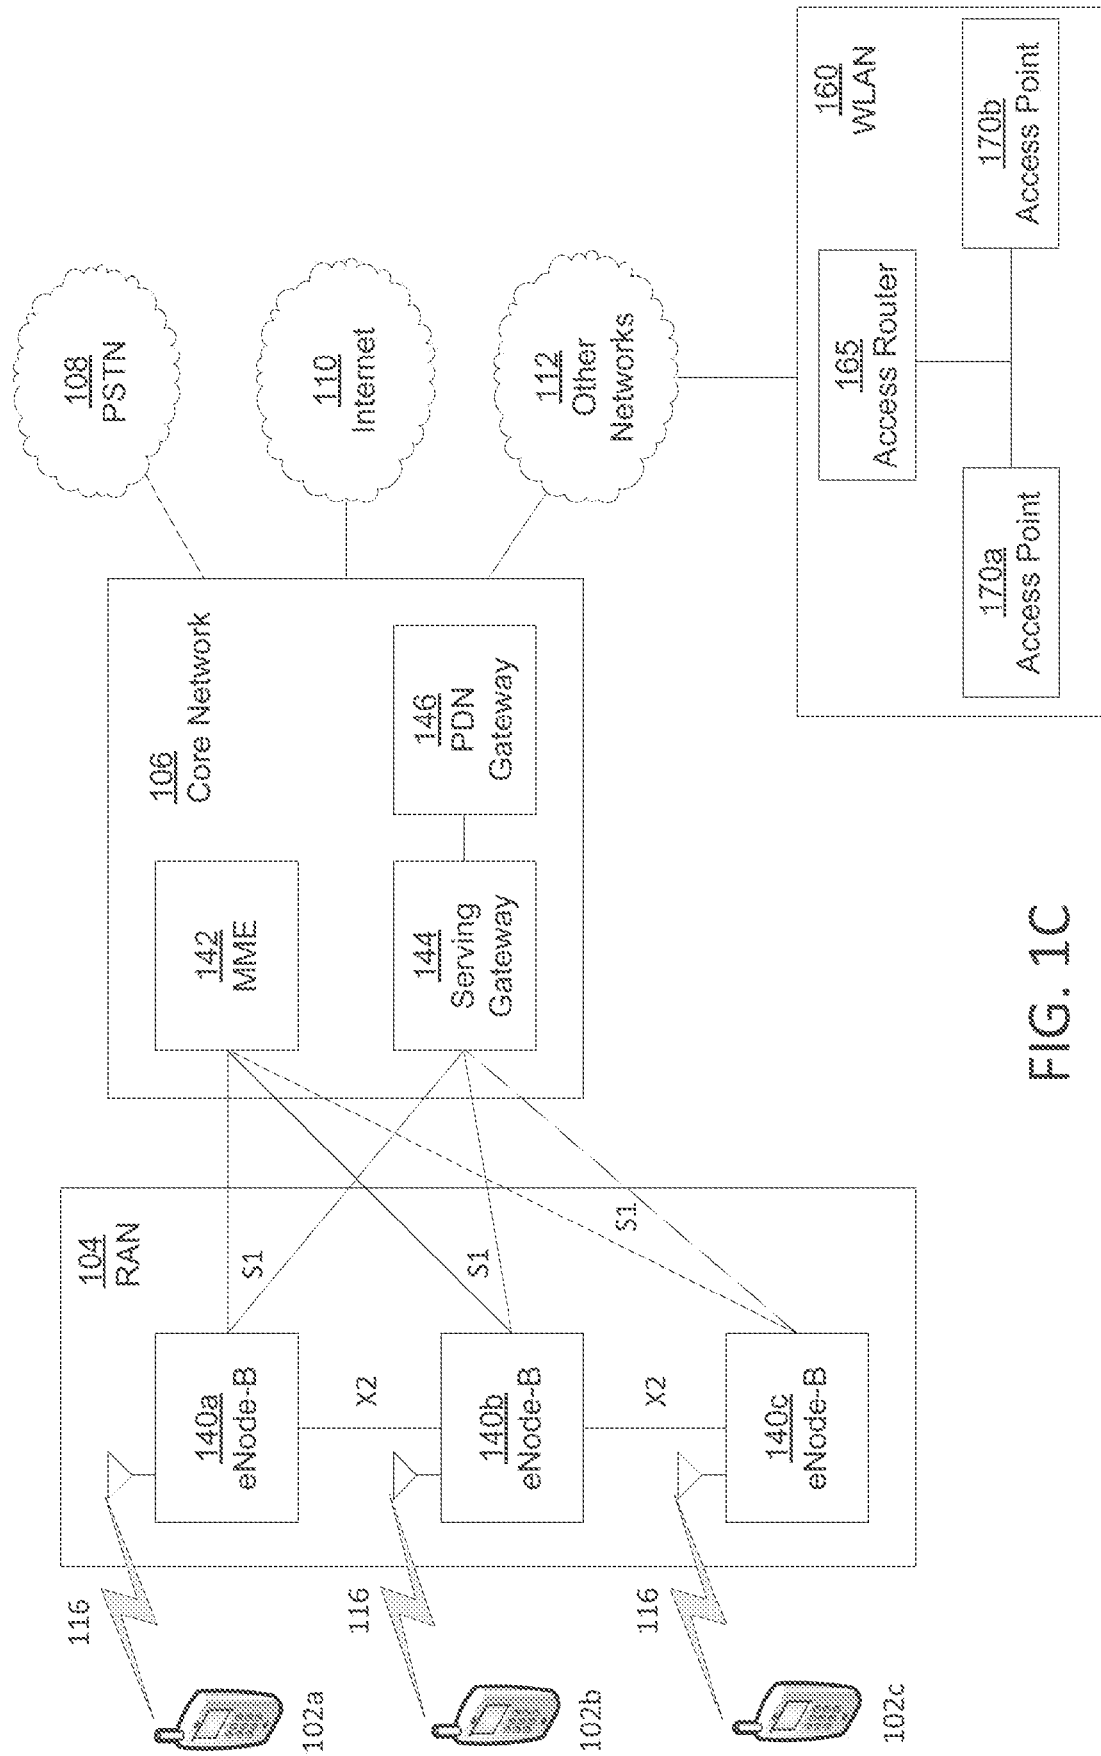 108
PSTN
110
Internet
112
Other
Networks
106
Core Network
142
MME
144
Serving
Gateway
146
PDN
Gateway
160
WLAN
165
Access Router
170a
Access Point
170b
Access Point
104
RAN
S1
S1
S1
140a
eNode-B
X2
140b
eNode-B
X2
140c
eNode-B
116
116
116
102a
102b
102c
FIG. 1C